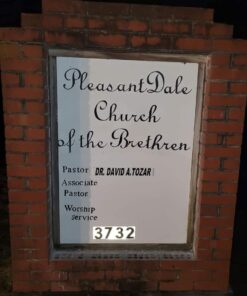 Pleasant Dale
Church
of the Brethren
Pastor DR. DAVID A. TOZAR
Associate
Pastor
Worship
Service
3732